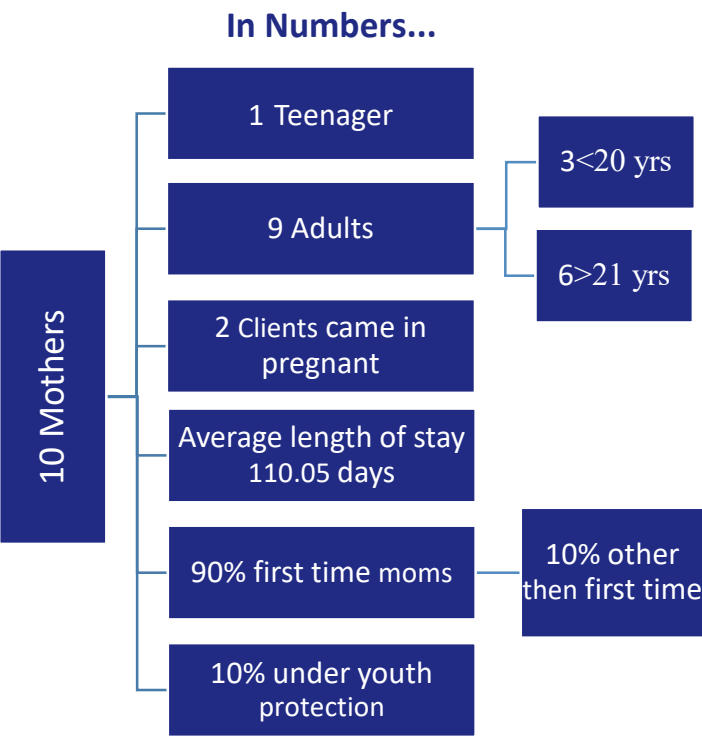 In Numbers...
10 Mothers
1 Teenager
9 Adults
3<20 yrs
6>21 yrs
2 Clients came in
pregnant
Average length of stay
110.05 days
90% first time moms
10% other
then first time
10% under youth
protection